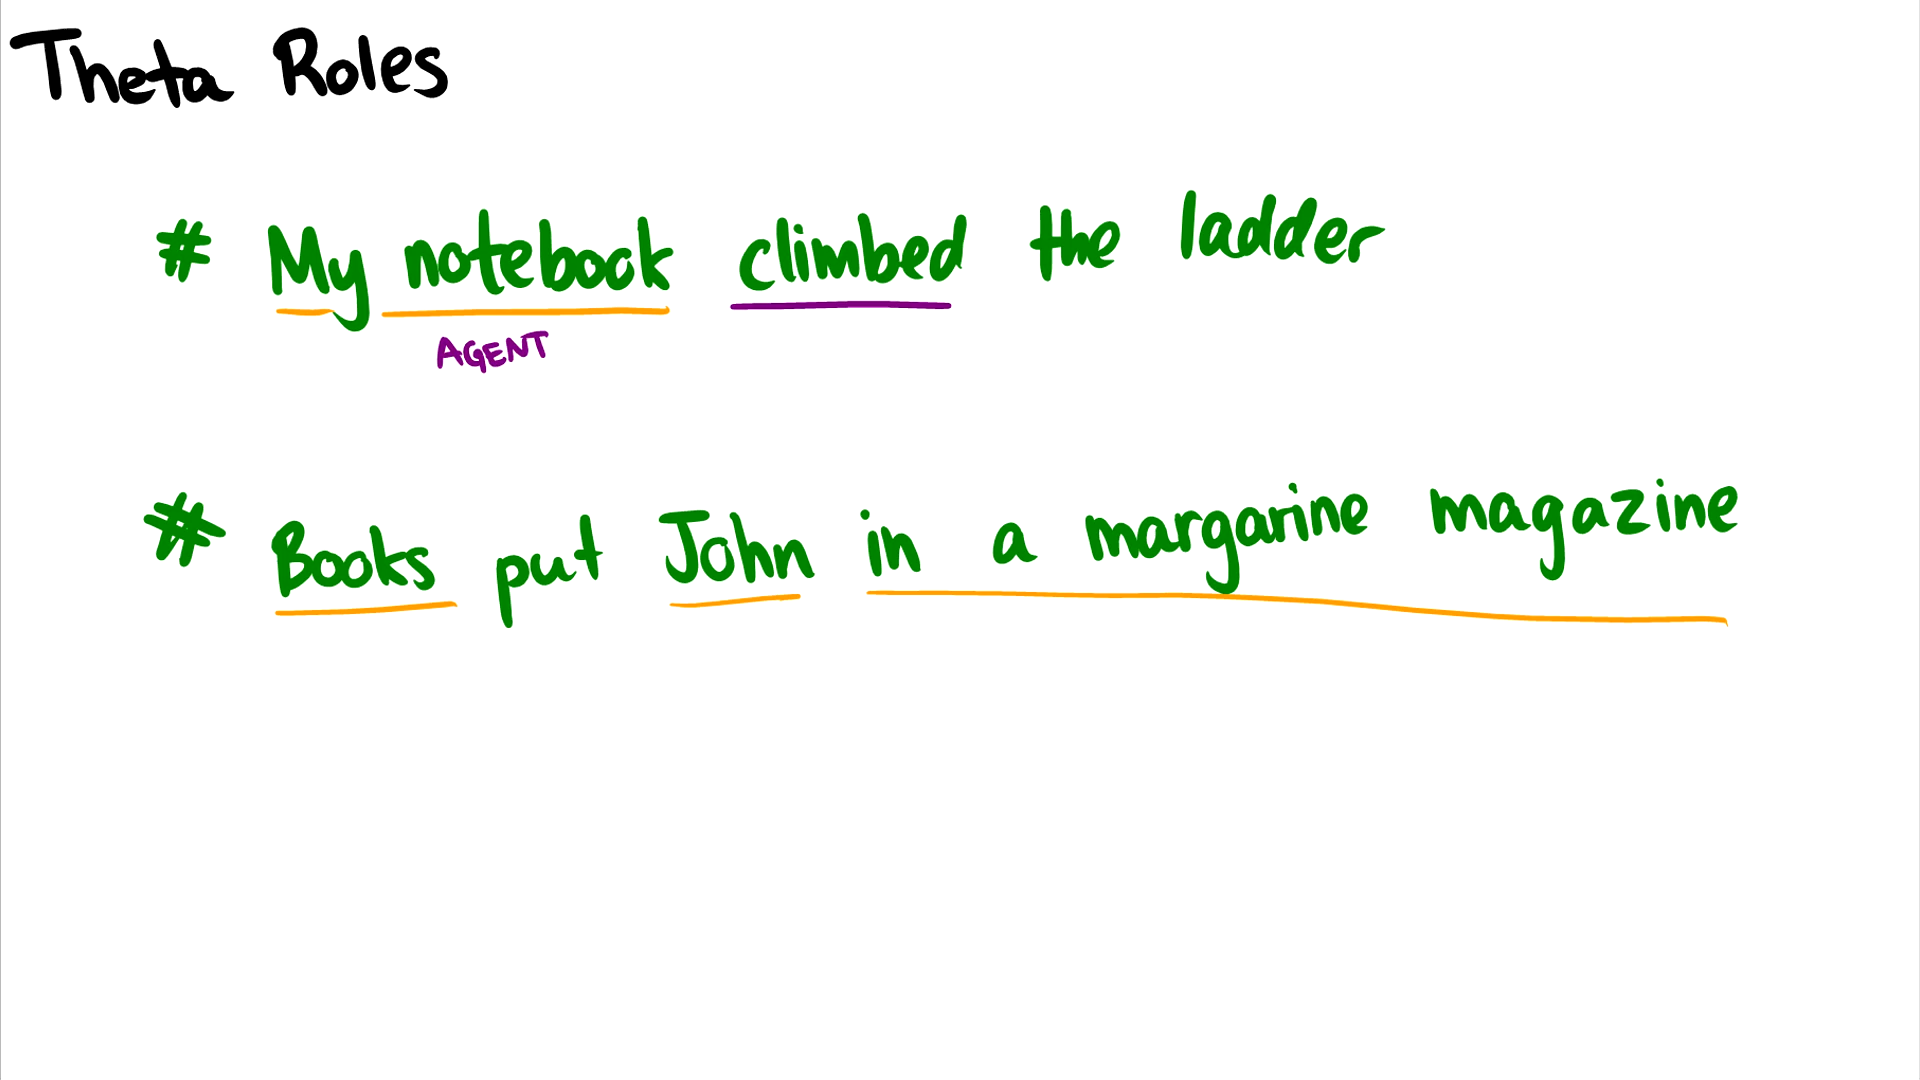 Theta Roles
# My notebook climbed the ladder
AGENT
# Books put John in a margarine magazine